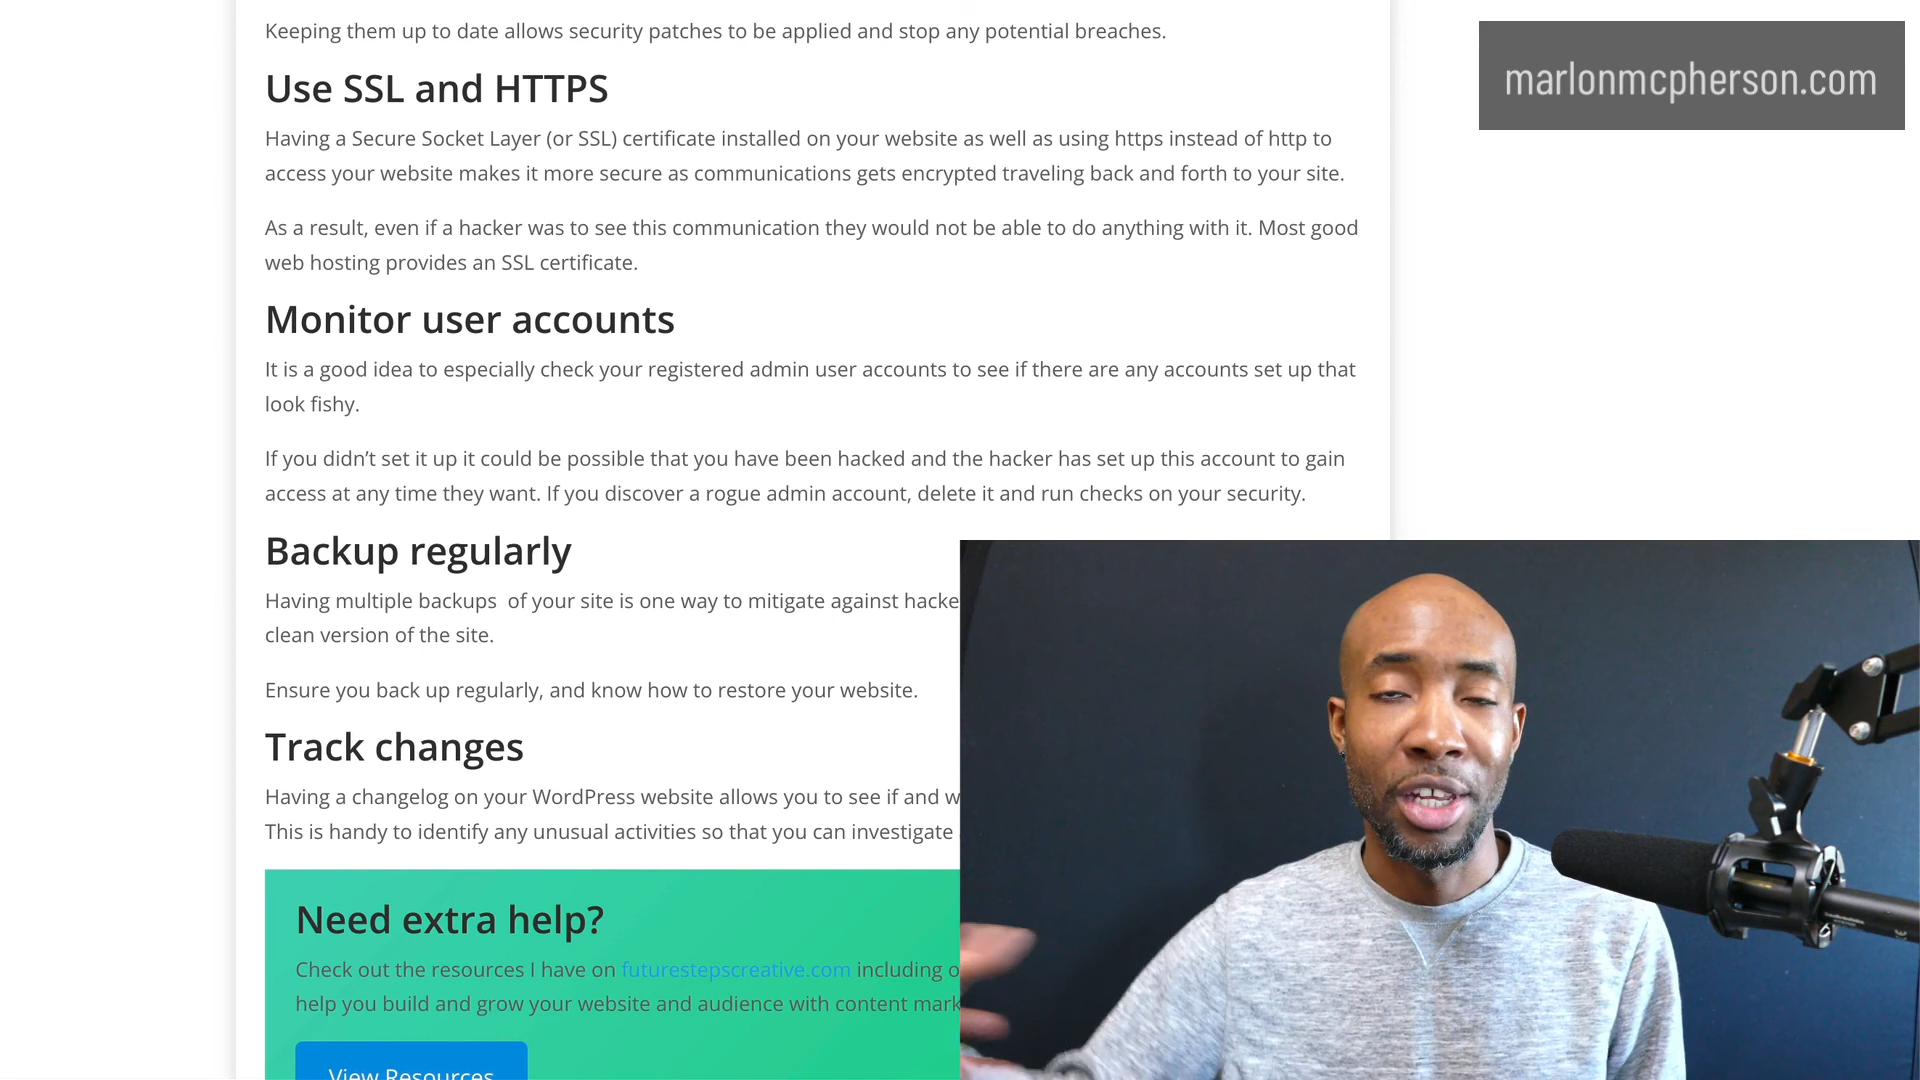 Keeping them up to date allows security patches to be applied and stop any potential breaches.
marlonmcpherson.com
Use SSL and HTTPS
Having a Secure Socket Layer (or SSL) certificate installed on your website as well as using https instead of http to
access your website makes it more secure as communications gets encrypted traveling back and forth to your site.
As a result, even if a hacker was to see this communication they would not be able to do anything with it. Most good
web hosting provides an SSL certificate.
Monitor user accounts
It is a good idea to especially check your registered admin user accounts to see if there are any accounts set up that
look fishy.
If you didn’t set it up it could be possible that you have been hacked and the hacker has set up this account to gain
access at any time they want. If you discover a rogue admin account, delete it and run checks on your security.
Backup regularly
Having multiple backups of your site is one way to mitigate against hacke
clean version of the site.
Ensure you back up regularly, and know how to restore your website.
Track changes
Having a changelog on your WordPress website allows you to see if and w
This is handy to identify any unusual activities so that you can investigate
Need extra help?
Check out the resources I have on futurestepscreative.com including o
help you build and grow your website and audience with content mark
View Resources